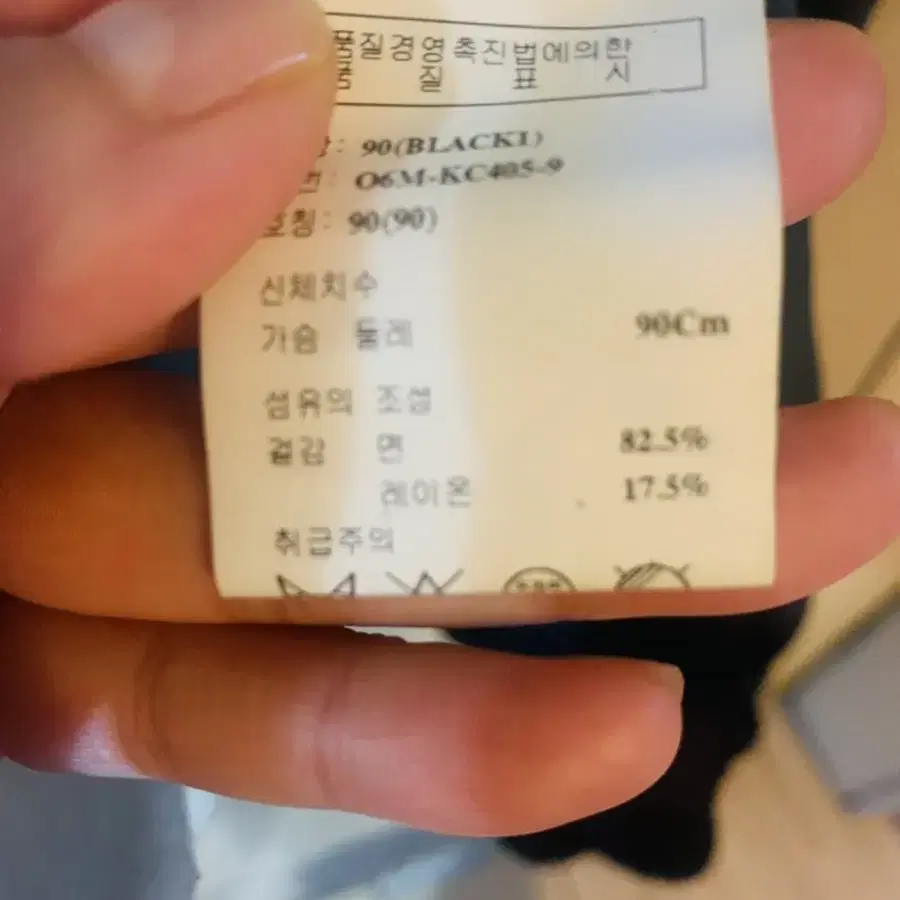 품질경영촉진법에의한
품 질 표 시
90(BLACK1)
번: O6M-KC405-9
호칭: 90(90)
신체치수
가슴 둘레 90Cm
섬유의 조성
겉감 면 82.5%
레이온 17.5%
취급주의